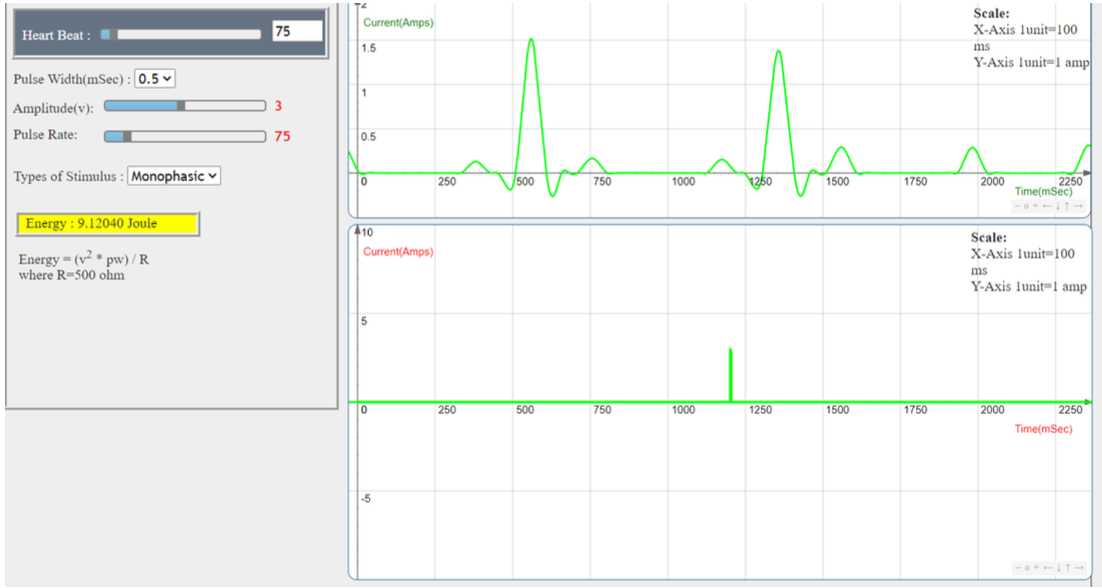 Heart Beat : 75
Pulse Width(mSec) : 0.5
Amplitude(v): 3
Pulse Rate: 75
Types of Stimulus : Monophasic
Energy : 9.12040 Joule
Energy = (v² * pw) / R
where R=500 ohm
2
Current(Amps)
1.5
1
0.5
0 250 500 750 1000 1250 1500 1750 2000 2250
Time(mSec)
Scale:
X-Axis 1unit=100
ms
Y-Axis 1unit=1 amp
− o + ← ↓ ↑ →
10
Current(Amps)
5
0 250 500 750 1000 1250 1500 1750 2000 2250
Time(mSec)
-5
Scale:
X-Axis 1unit=100
ms
Y-Axis 1unit=1 amp
− o + ← ↓ ↑ →